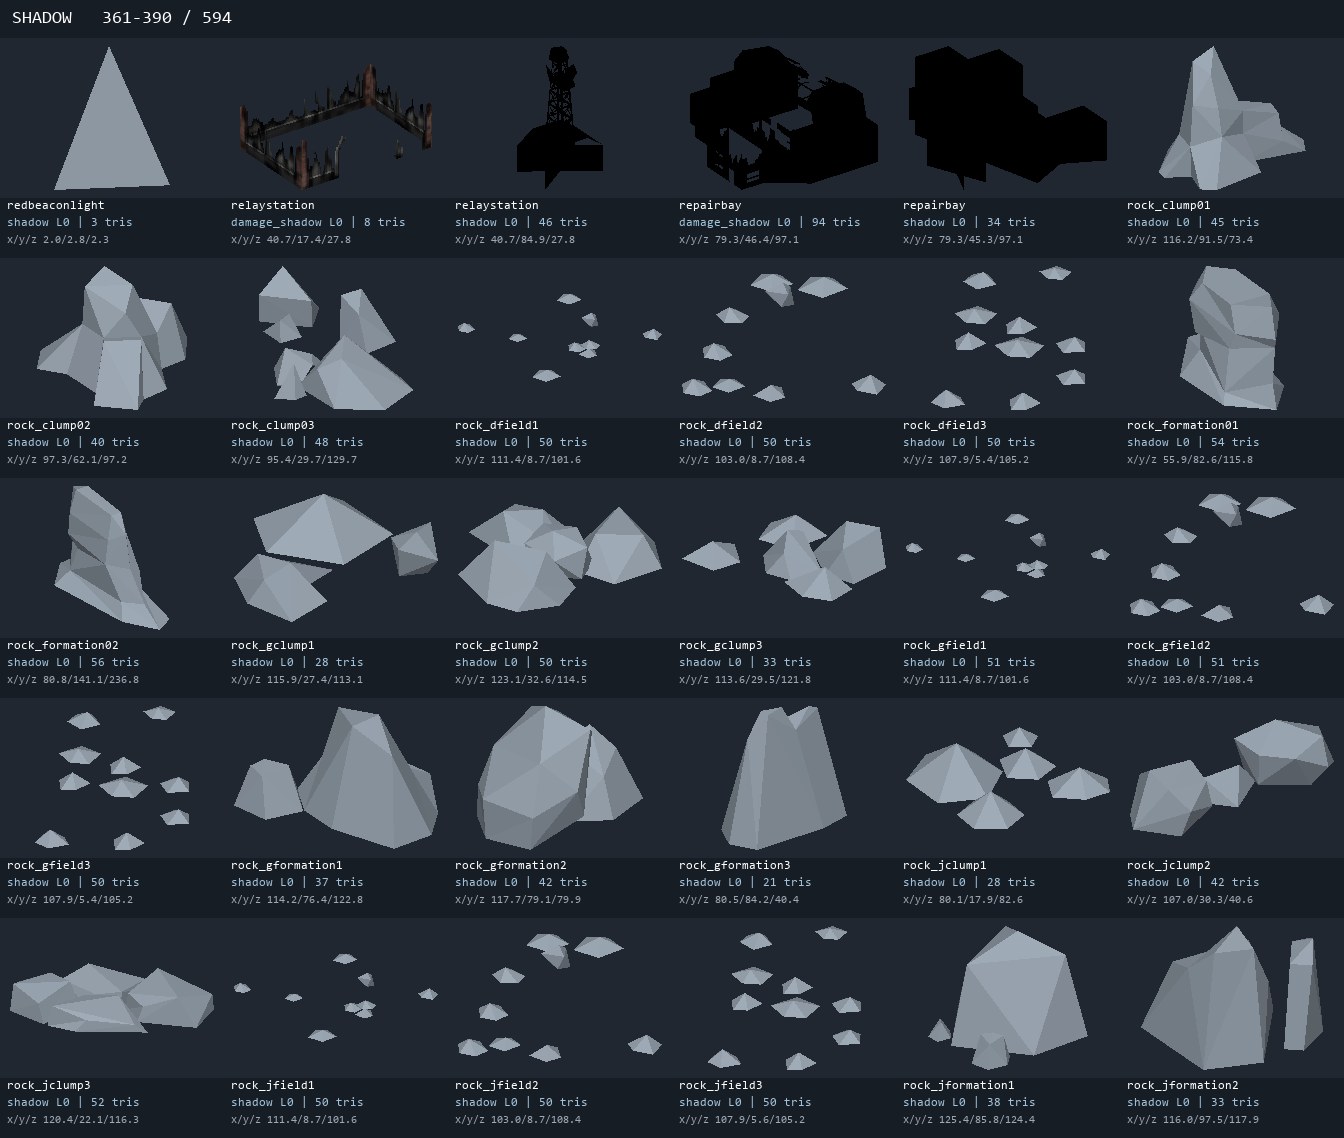 SHADOW 361-390 / 594
redbeaconlight
shadow L0 | 3 tris
x/y/z 2.0/2.8/2.3
relaystation
damage_shadow L0 | 8 tris
x/y/z 40.7/17.4/27.8
relaystation
shadow L0 | 46 tris
x/y/z 40.7/84.9/27.8
repairbay
damage_shadow L0 | 94 tris
x/y/z 79.3/46.4/97.1
repairbay
shadow L0 | 34 tris
x/y/z 79.3/45.3/97.1
rock_clump01
shadow L0 | 45 tris
x/y/z 116.2/91.5/73.4
rock_clump02
shadow L0 | 40 tris
x/y/z 97.3/62.1/97.2
rock_clump03
shadow L0 | 48 tris
x/y/z 95.4/29.7/129.7
rock_dfield1
shadow L0 | 50 tris
x/y/z 111.4/8.7/101.6
rock_dfield2
shadow L0 | 50 tris
x/y/z 103.0/8.7/108.4
rock_dfield3
shadow L0 | 50 tris
x/y/z 107.9/5.4/105.2
rock_formation01
shadow L0 | 54 tris
x/y/z 55.9/82.6/115.8
rock_formation02
shadow L0 | 56 tris
x/y/z 80.8/141.1/236.8
rock_gclump1
shadow L0 | 28 tris
x/y/z 115.9/27.4/113.1
rock_gclump2
shadow L0 | 50 tris
x/y/z 123.1/32.6/114.5
rock_gclump3
shadow L0 | 33 tris
x/y/z 113.6/29.5/121.8
rock_gfield1
shadow L0 | 51 tris
x/y/z 111.4/8.7/101.6
rock_gfield2
shadow L0 | 51 tris
x/y/z 103.0/8.7/108.4
rock_gfield3
shadow L0 | 50 tris
x/y/z 107.9/5.4/105.2
rock_gformation1
shadow L0 | 37 tris
x/y/z 114.2/76.4/122.8
rock_gformation2
shadow L0 | 42 tris
x/y/z 117.7/79.1/79.9
rock_gformation3
shadow L0 | 21 tris
x/y/z 80.5/84.2/40.4
rock_jclump1
shadow L0 | 28 tris
x/y/z 80.1/17.9/82.6
rock_jclump2
shadow L0 | 42 tris
x/y/z 107.0/30.3/40.6
rock_jclump3
shadow L0 | 52 tris
x/y/z 120.4/22.1/116.3
rock_jfield1
shadow L0 | 50 tris
x/y/z 111.4/8.7/101.6
rock_jfield2
shadow L0 | 50 tris
x/y/z 103.0/8.7/108.4
rock_jfield3
shadow L0 | 50 tris
x/y/z 107.9/5.6/105.2
rock_jformation1
shadow L0 | 38 tris
x/y/z 125.4/85.8/124.4
rock_jformation2
shadow L0 | 33 tris
x/y/z 116.0/97.5/117.9